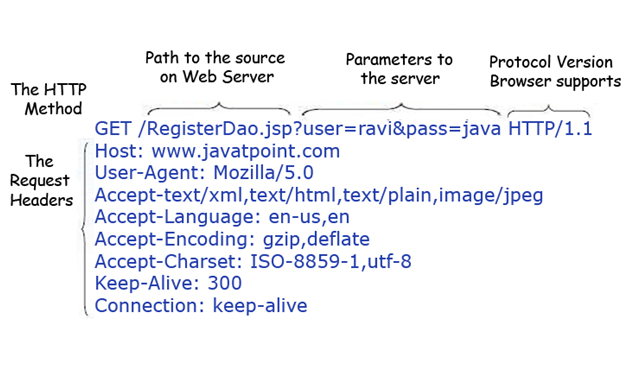 Path to the source
on Web Server
Parameters to
the server
Protocol Version
Browser supports
The HTTP
Method
GET /RegisterDao.jsp?user=ravi&pass=java HTTP/1.1
The
Request
Headers
Host: www.javatpoint.com
User-Agent: Mozilla/5.0
Accept-text/xml,text/html,text/plain,image/jpeg
Accept-Language: en-us,en
Accept-Encoding: gzip,deflate
Accept-Charset: ISO-8859-1,utf-8
Keep-Alive: 300
Connection: keep-alive